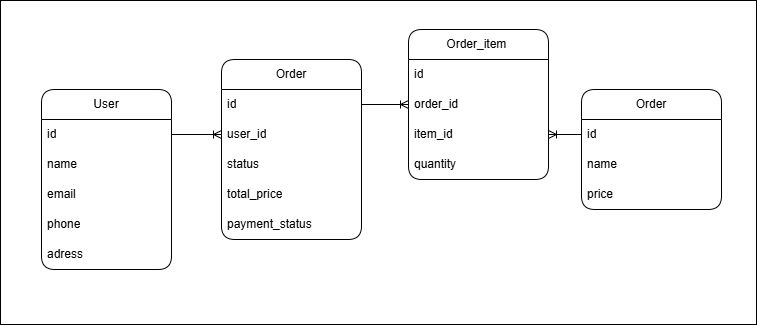 User
id
name
email
phone
adress
Order
id
user_id
status
total_price
payment_status
Order_item
id
order_id
item_id
quantity
Order
id
name
price